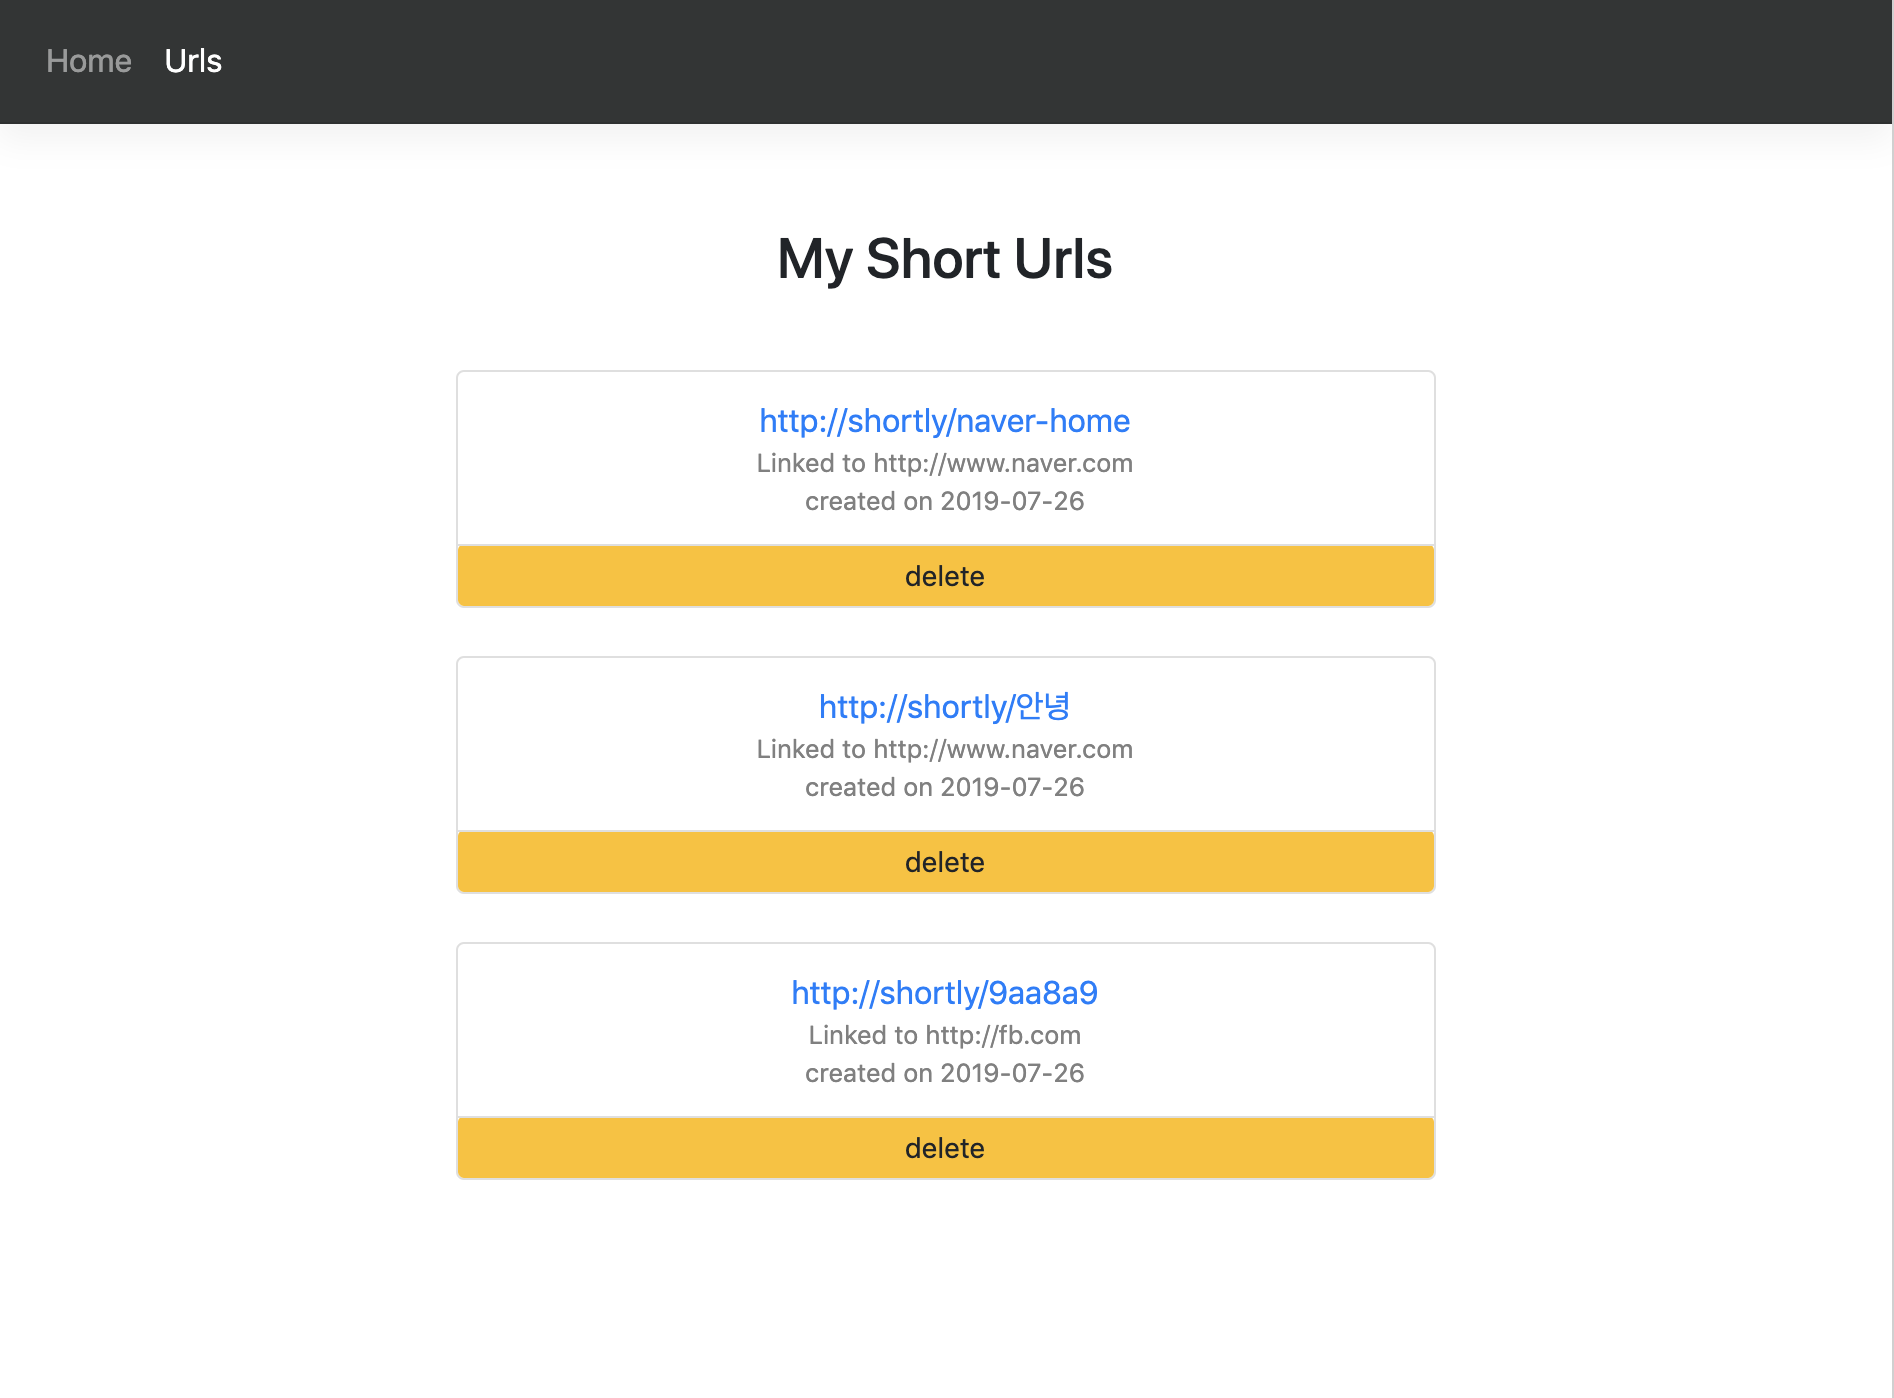 Home Urls
My Short Urls
http://shortly/naver-home
Linked to http://www.naver.com
created on 2019-07-26
delete
http://shortly/안녕
Linked to http://www.naver.com
created on 2019-07-26
delete
http://shortly/9aa8a9
Linked to http://fb.com
created on 2019-07-26
delete